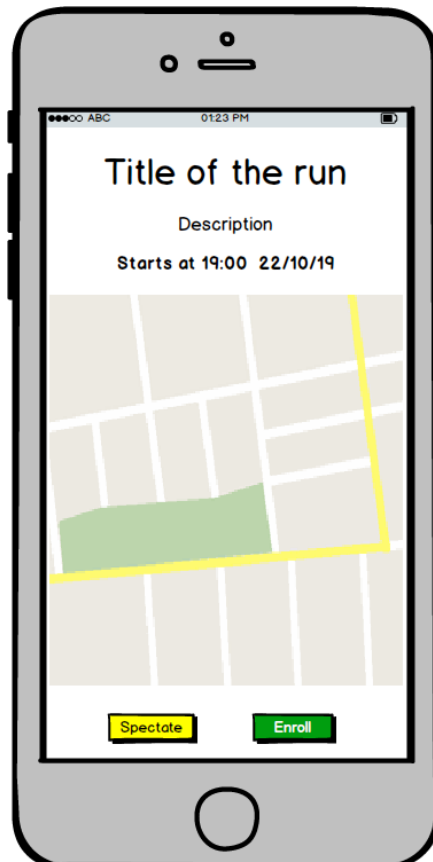 ABC 01:23 PM
Title of the run
Description
Starts at 19:00 22/10/19
Spectate Enroll